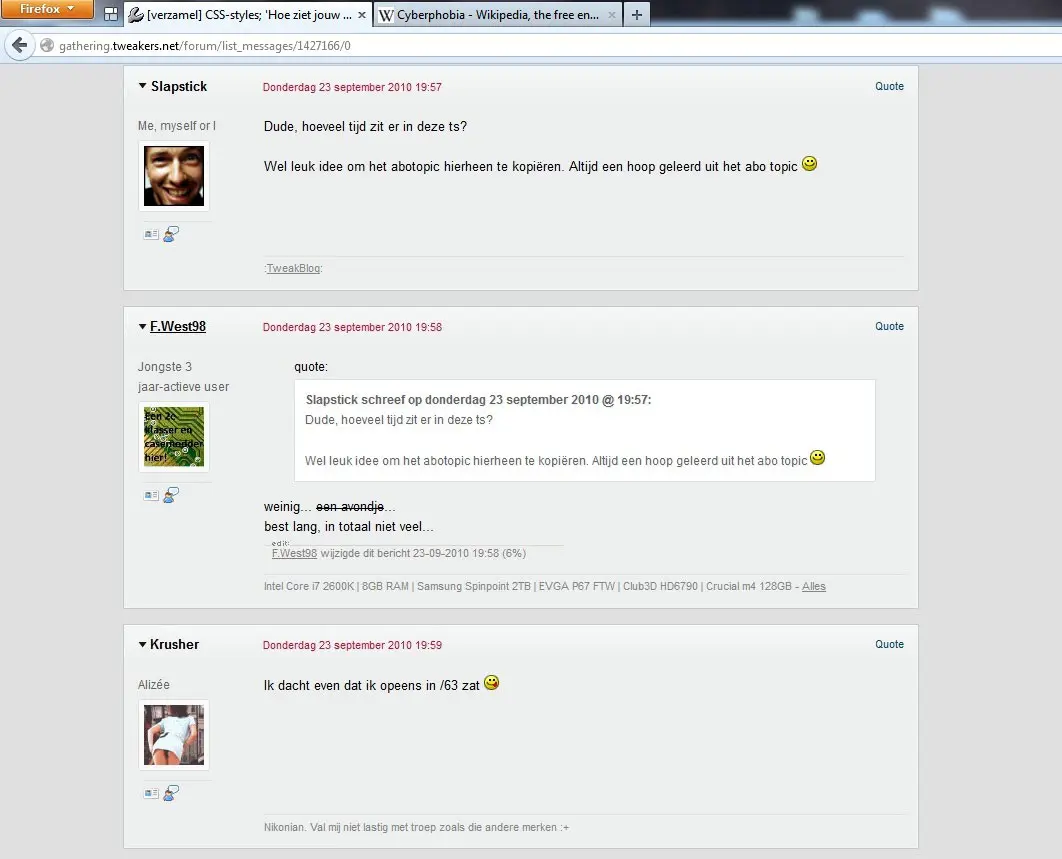 Firefox
[verzamel] CSS-styles; 'Hoe ziet jouw ...
Cyberphobia - Wikipedia, the free en...
gathering.tweakers.net/forum/list_messages/1427166/0
Slapstick
Donderdag 23 september 2010 19:57
Quote
Me, myself or I
Dude, hoeveel tijd zit er in deze ts?
Wel leuk idee om het abotopic hierheen te kopiëren. Altijd een hoop geleerd uit het abo topic
:TweakBlog:
F.West98
Donderdag 23 september 2010 19:58
Quote
Jongste 3
jaar-actieve user
Een 2e
klasser en
casemodder
hier!
quote:
Slapstick schreef op donderdag 23 september 2010 @ 19:57:
Dude, hoeveel tijd zit er in deze ts?
Wel leuk idee om het abotopic hierheen te kopiëren. Altijd een hoop geleerd uit het abo topic
weinig... een avondje...
best lang, in totaal niet veel...
edit:
F.West98 wijzigde dit bericht 23-09-2010 19:58 (6%)
Intel Core i7 2600K | 8GB RAM | Samsung Spinpoint 2TB | EVGA P67 FTW | Club3D HD6790 | Crucial m4 128GB - Alles
Krusher
Donderdag 23 september 2010 19:59
Quote
Alizée
Ik dacht even dat ik opeens in /63 zat
Nikonian. Val mij niet lastig met troep zoals die andere merken :+